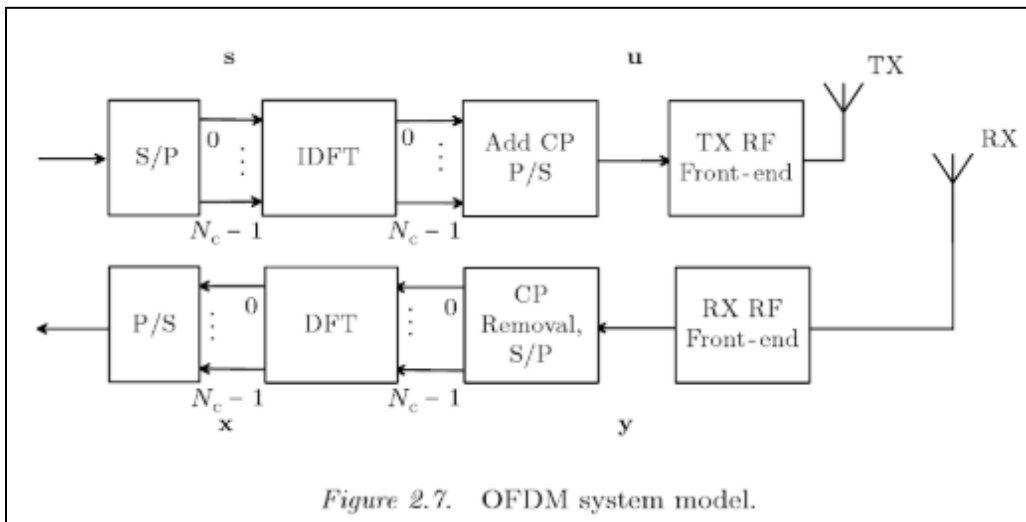 s
u
TX
RX
S/P
0
⋮
N_c − 1
IDFT
0
⋮
N_c − 1
Add CP
P/S
TX RF
Front-end
P/S
0
⋮
N_c − 1
DFT
0
⋮
N_c − 1
CP
Removal,
S/P
RX RF
Front-end
x
y
Figure 2.7. OFDM system model.